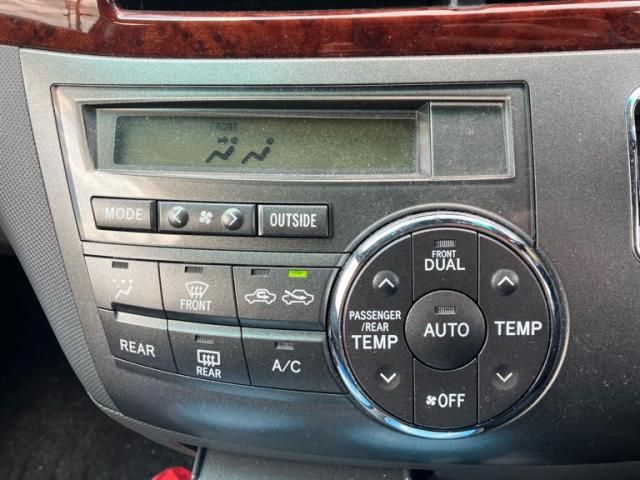 FRONT
MODE
OUTSIDE
FRONT
DUAL
FRONT
PASSENGER
/REAR
TEMP
AUTO
TEMP
REAR
REAR
A/C
OFF